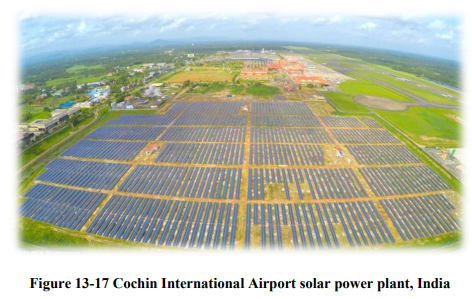 Figure 13-17 Cochin International Airport solar power plant, India